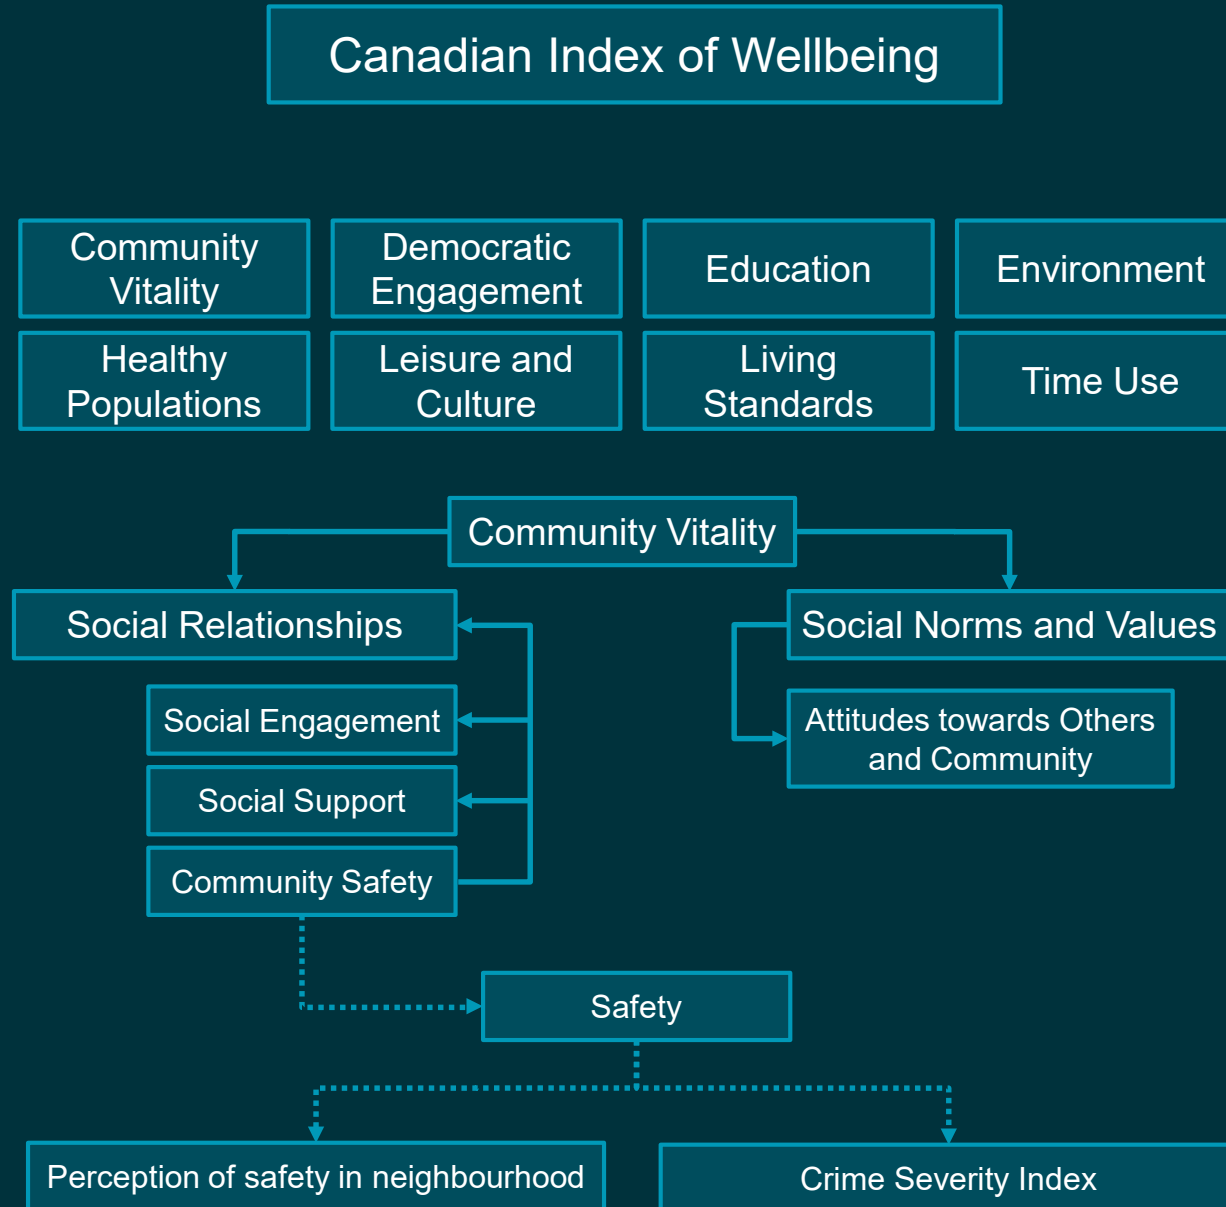 Canadian Index of Wellbeing
Community
Vitality
Democratic
Engagement
Education
Environment
Healthy
Populations
Leisure and
Culture
Living
Standards
Time Use
Community Vitality
Social Relationships
Social Norms and Values
Social Engagement
Attitudes towards Others
and Community
Social Support
Community Safety
Safety
Perception of safety in neighbourhood
Crime Severity Index